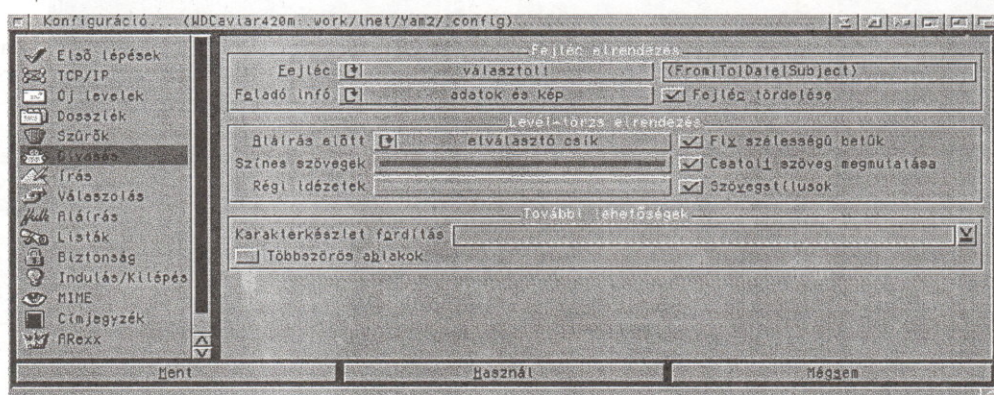 Konfiguráció... (WDCaviar420m:.work/Inet/Yam2/.config)
Első lépések
TCP/IP
Új levelek
Dossziék
Szűrők
Olvasás
Írás
Válaszolás
Aláírás
Listák
Biztonság
Indulás/Kilépés
MIME
Címjegyzék
ARexx
Fejléc elrendezés
Fejléc
választott
(From|To|Date|Subject)
Feladó infó
adatok és kép
Fejléc tördelése
Levél-törzs elrendezés
Aláírás előtt
elválasztó csík
Fix szélességű betűk
Színes szövegek
Csatolt szöveg megmutatása
Régi idézetek
Szövegstílusok
További lehetőségek
Karakterkészlet fordítás
Többszörös ablakok
Ment
Használ
Mégsem